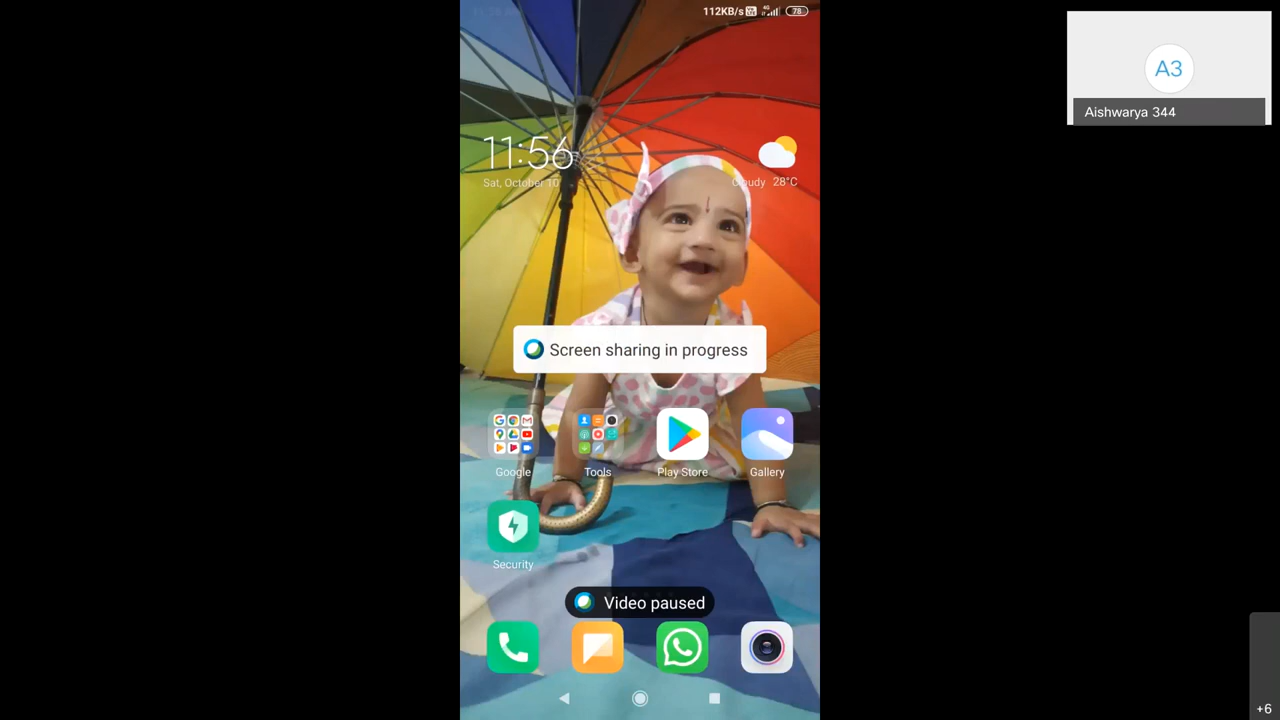 112KB/s 4G 78
11:56
Sat, October 10
Cloudy 28°C
A3
Aishwarya 344
Screen sharing in progress
Google Tools Play Store Gallery
Security
Video paused
+6